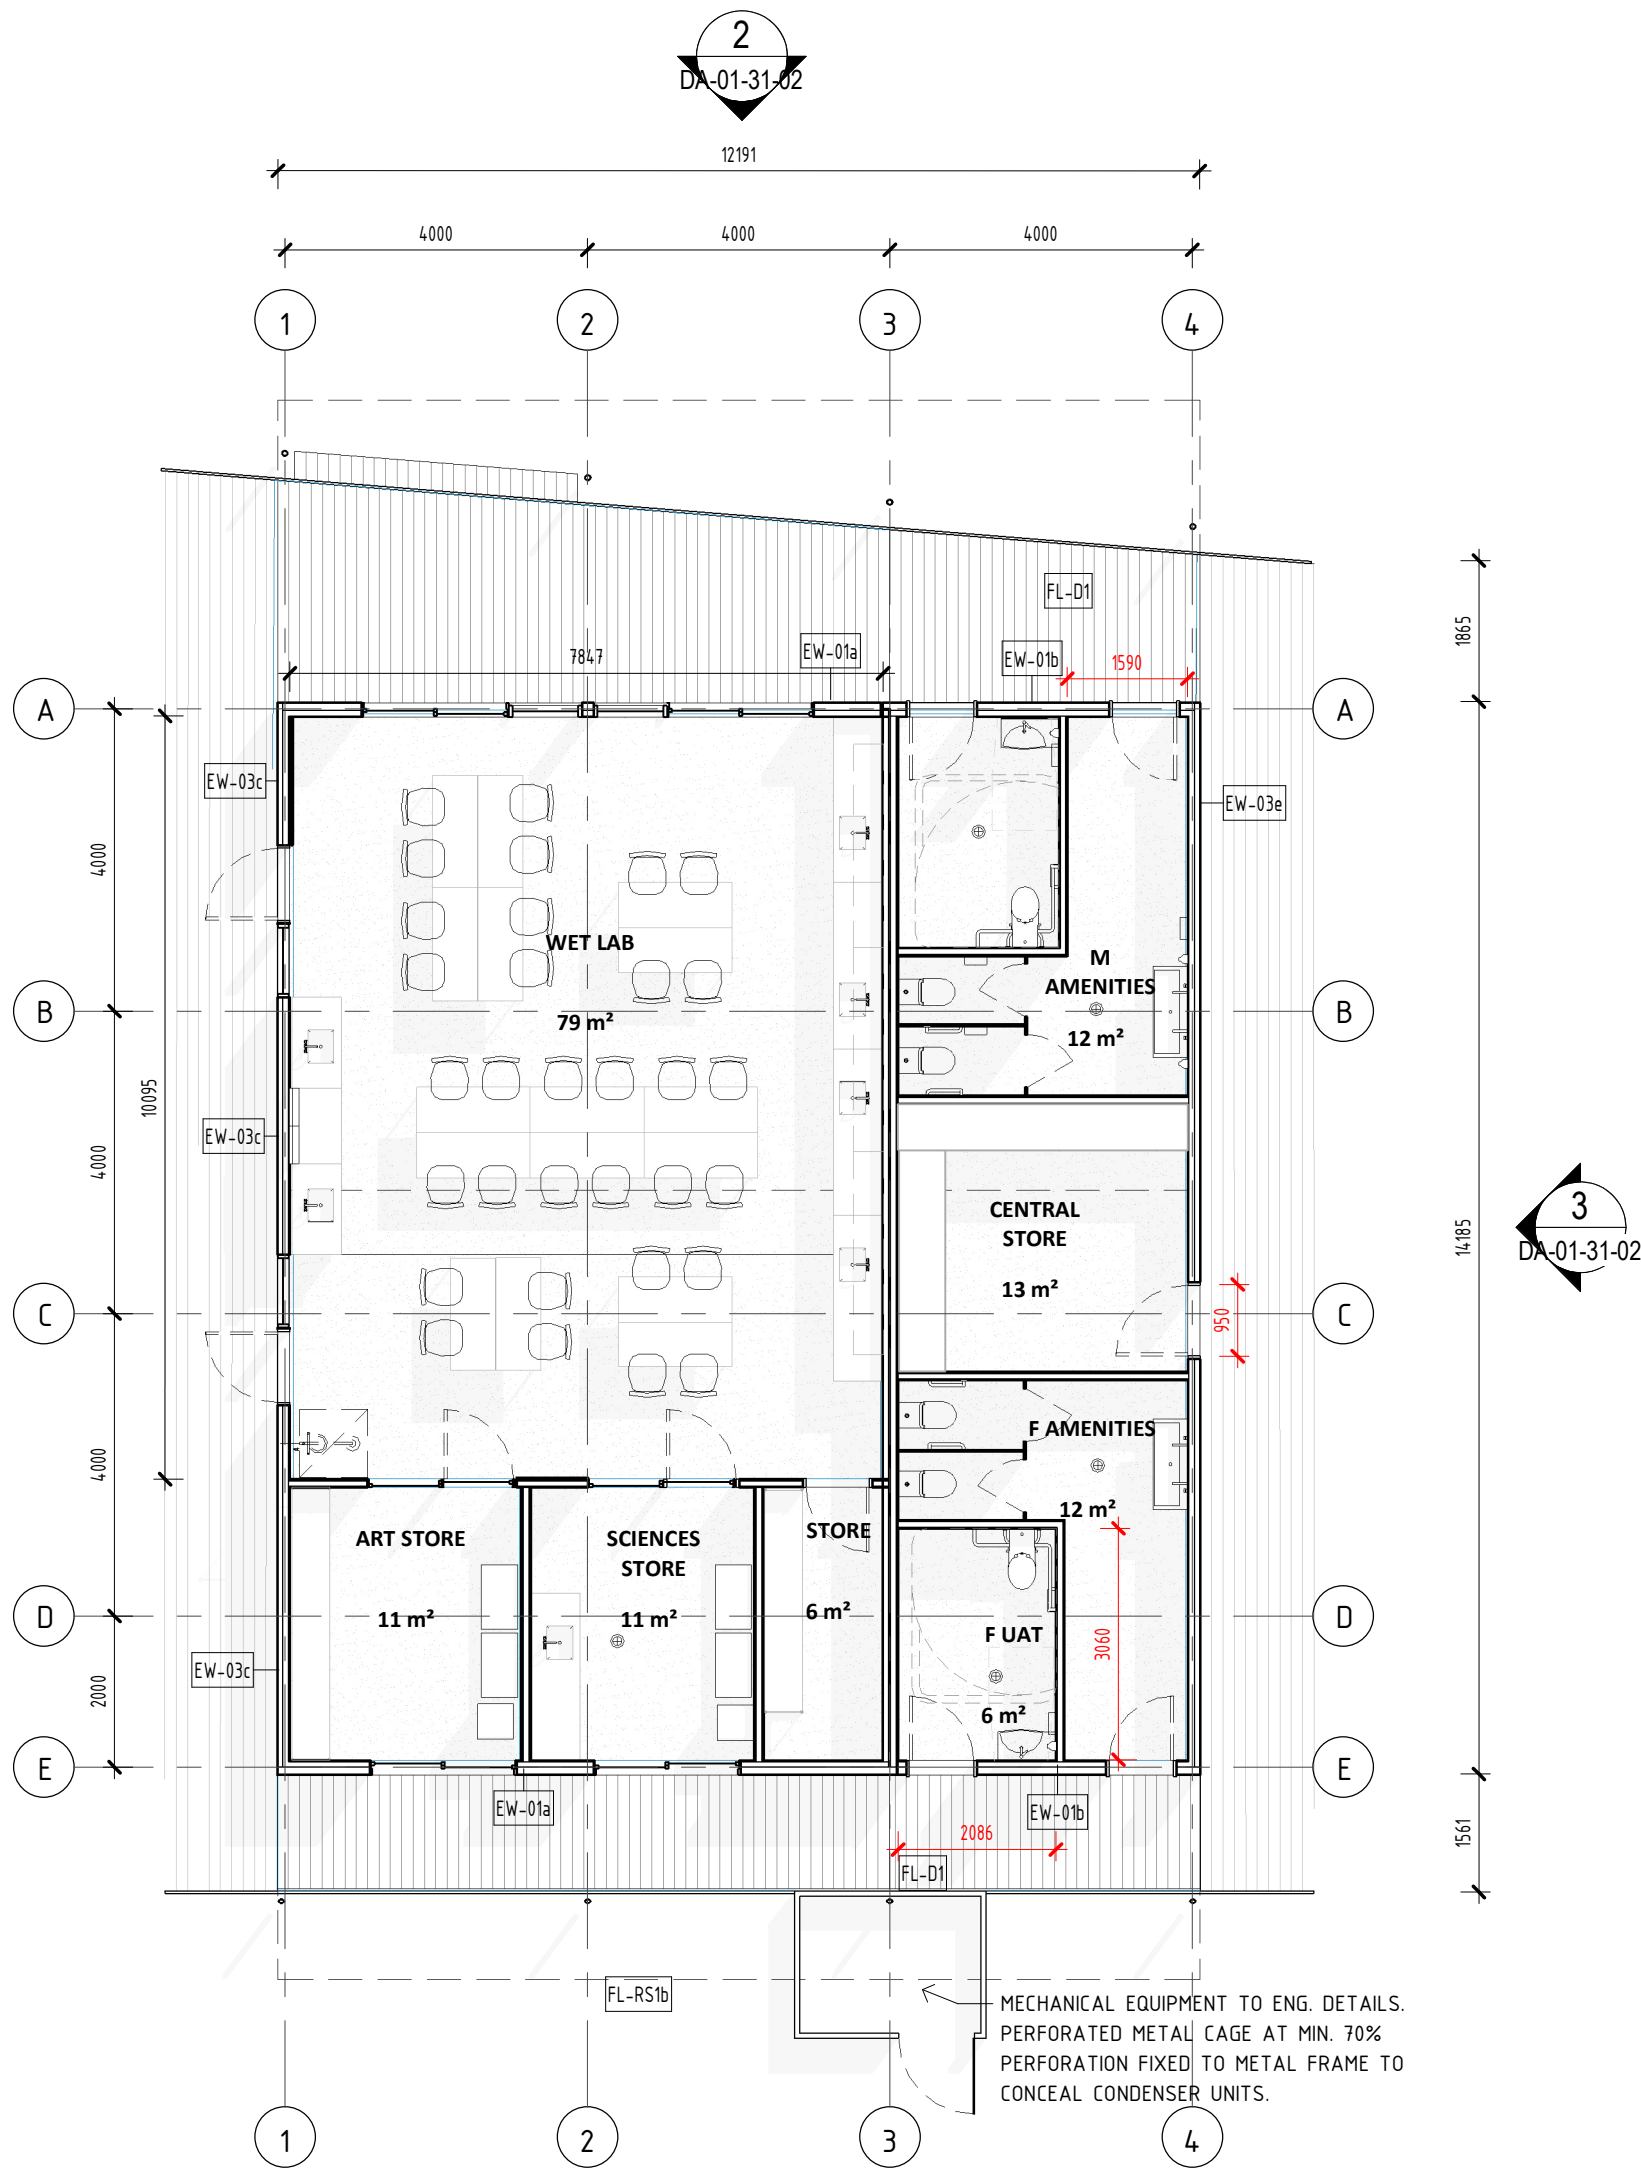 2
DA-01-31-02
12191
4000
4000
4000
1
2
3
4
FL-D1
1865
EW-01a
EW-01b
7847
1590
A
A
EW-03c
EW-03e
4000
WET LAB
79 m²
M
AMENITIES
12 m²
B
B
10095
EW-03c
4000
CENTRAL
STORE
13 m²
3
DA-01-31-02
14185
C
C
950
F AMENITIES
12 m²
4000
ART STORE
11 m²
SCIENCES
STORE
11 m²
STORE
6 m²
D
D
F UAT
6 m²
3060
EW-03c
2000
E
E
EW-01a
EW-01b
2086
1561
FL-D1
FL-RS1b
MECHANICAL EQUIPMENT TO ENG. DETAILS.
PERFORATED METAL CAGE AT MIN. 70%
PERFORATION FIXED TO METAL FRAME TO
CONCEAL CONDENSER UNITS.
1
2
3
4